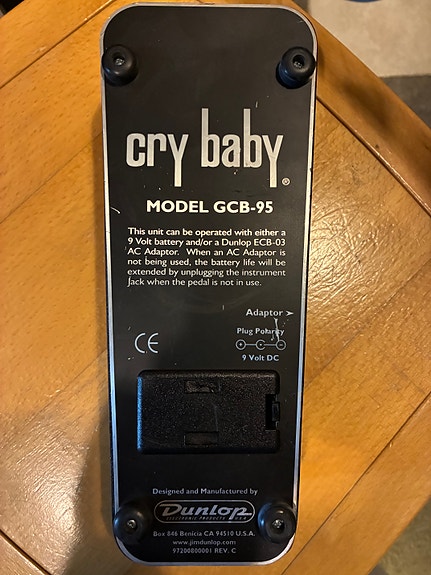 cry baby®
MODEL GCB-95
This unit can be operated with either a
9 Volt battery and/or a Dunlop ECB-03
AC Adaptor. When an AC Adaptor is
not being used, the battery life will be
extended by unplugging the instrument
jack when the pedal is not in use.
Adaptor >
Plug Polarity
CE
9 Volt DC
Designed and Manufactured by
Dunlop
ELECTRONIC PRODUCTS U.S.A
Box 846 Benicia CA 94510 U.S.A.
www.jimdunlop.com
97200800001 REV. C